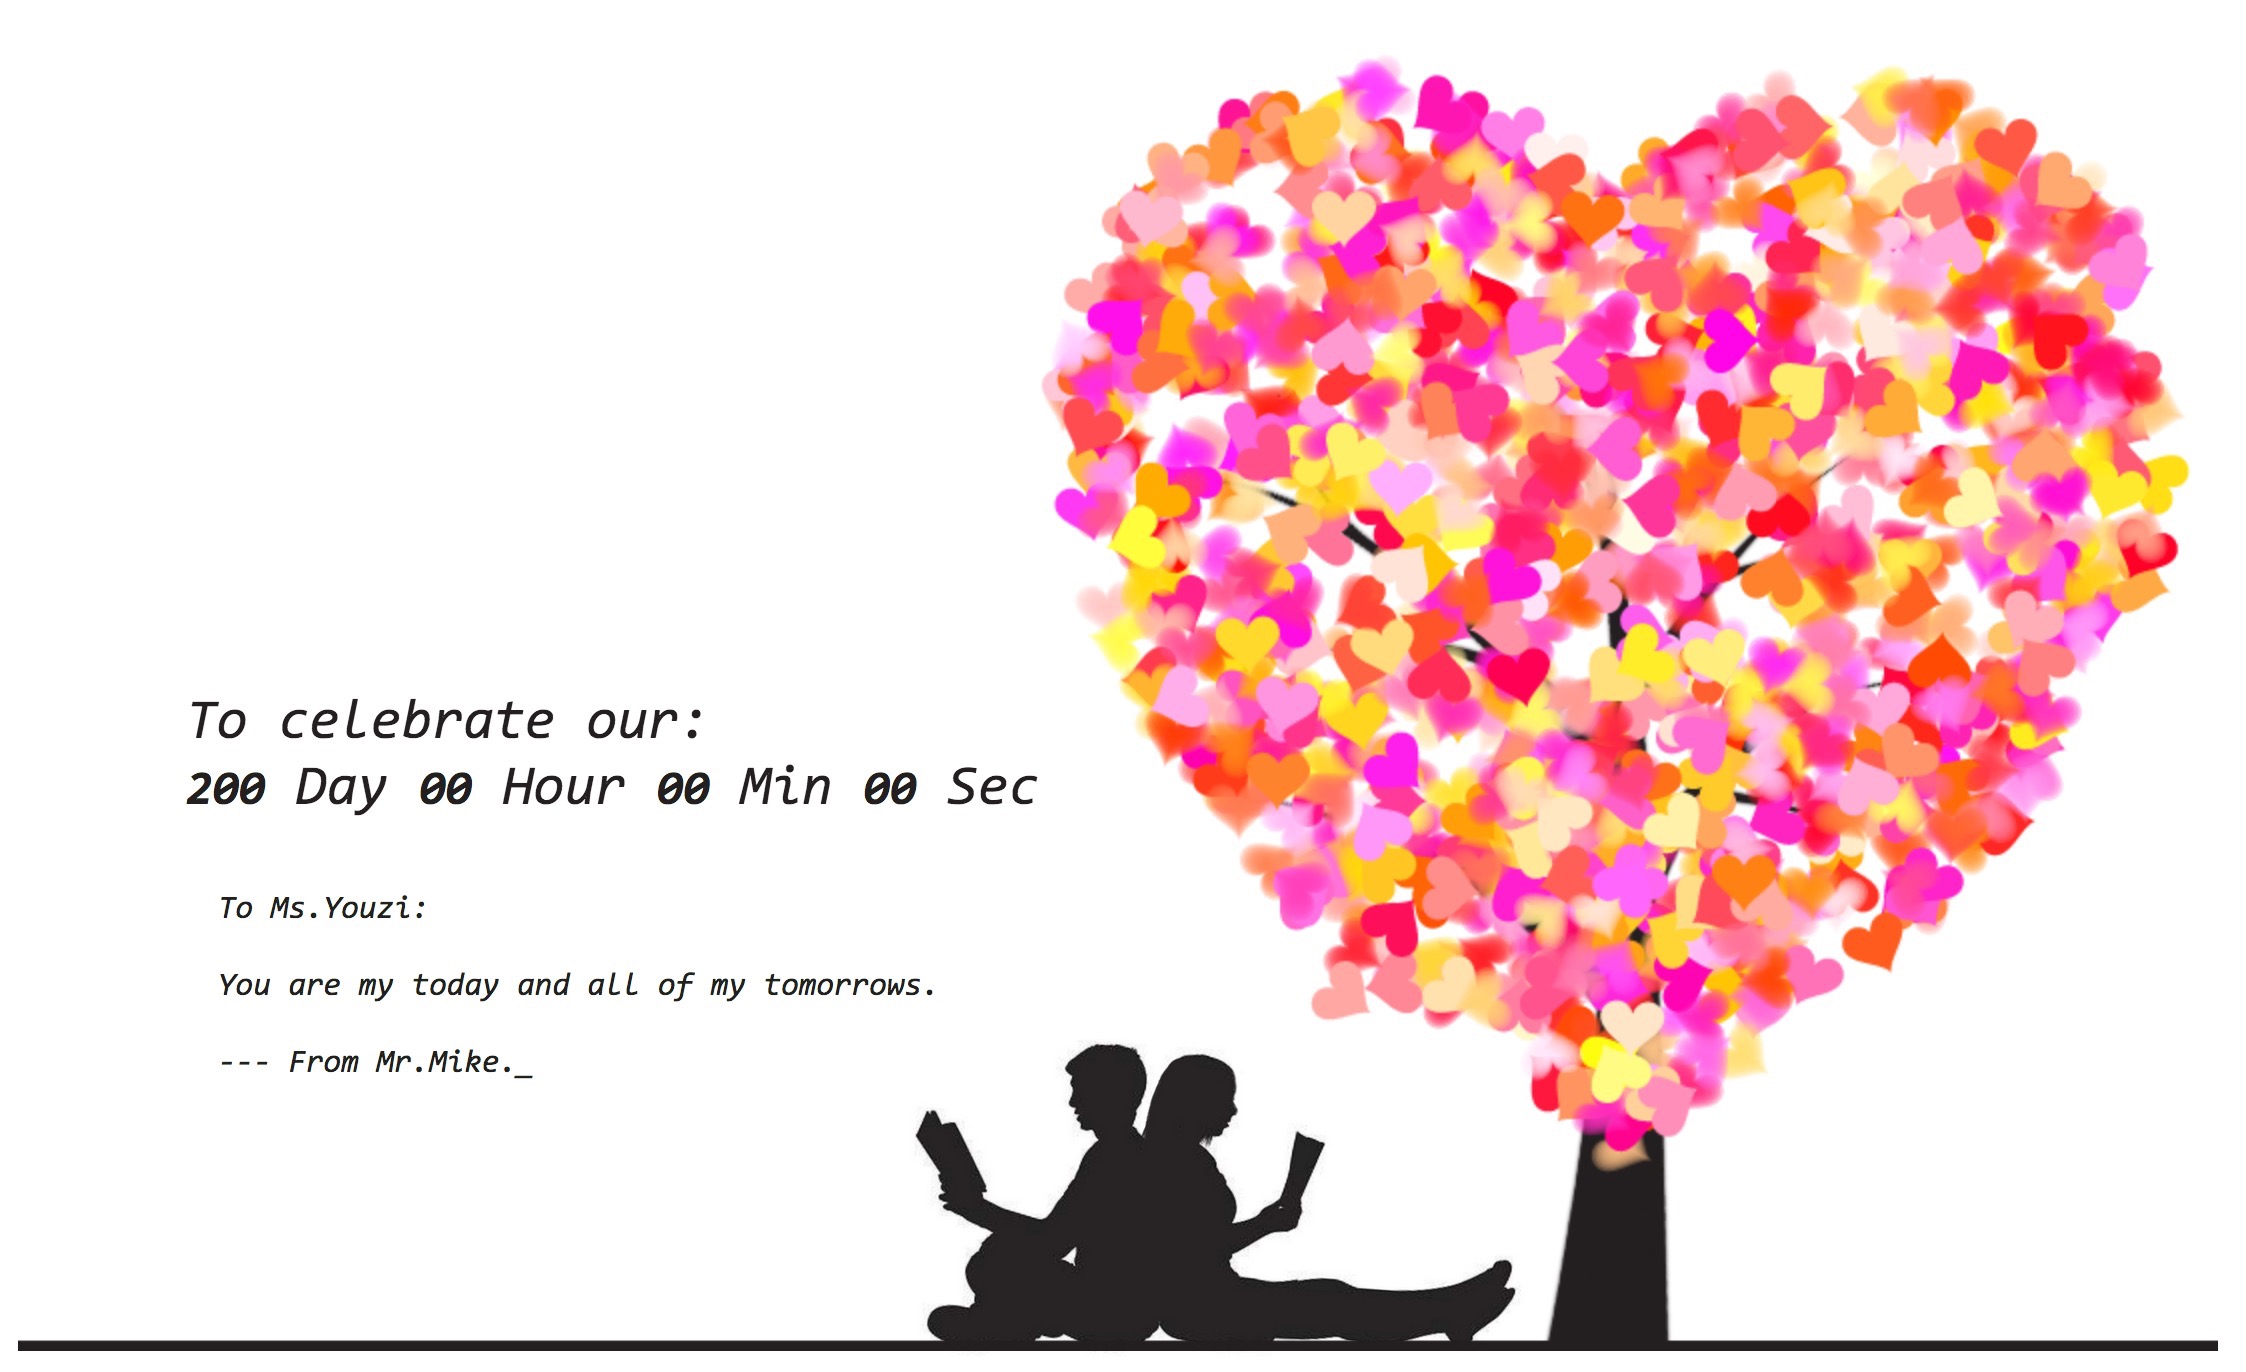 To celebrate our:
200 Day 00 Hour 00 Min 00 Sec
To Ms.Youzi:
You are my today and all of my tomorrows.
--- From Mr.Mike._